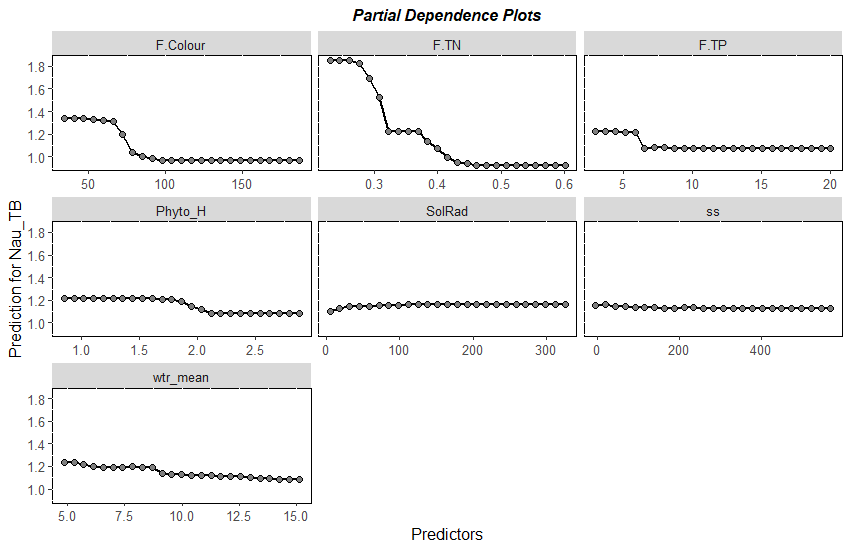 Partial Dependence Plots
F.Colour F.TN F.TP
1.8
1.6
1.4
1.2
1.0
50 100 150 0.3 0.4 0.5 0.6 5 10 15 20
Prediction for Nau_TB
Phyto_H SolRad ss
1.8
1.6
1.4
1.2
1.0
1.0 1.5 2.0 2.5 0 100 200 300 0 200 400
wtr_mean
1.8
1.6
1.4
1.2
1.0
5.0 7.5 10.0 12.5 15.0
Predictors